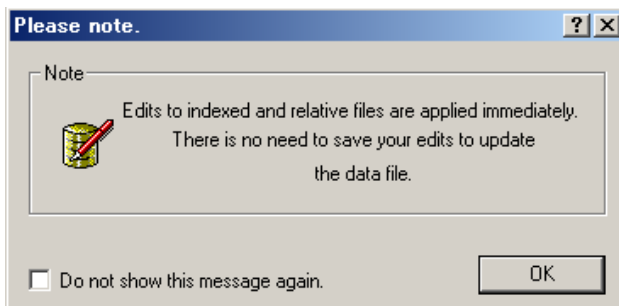 Please note.
Note
Edits to indexed and relative files are applied immediately.
There is no need to save your edits to update
the data file.
Do not show this message again.
OK